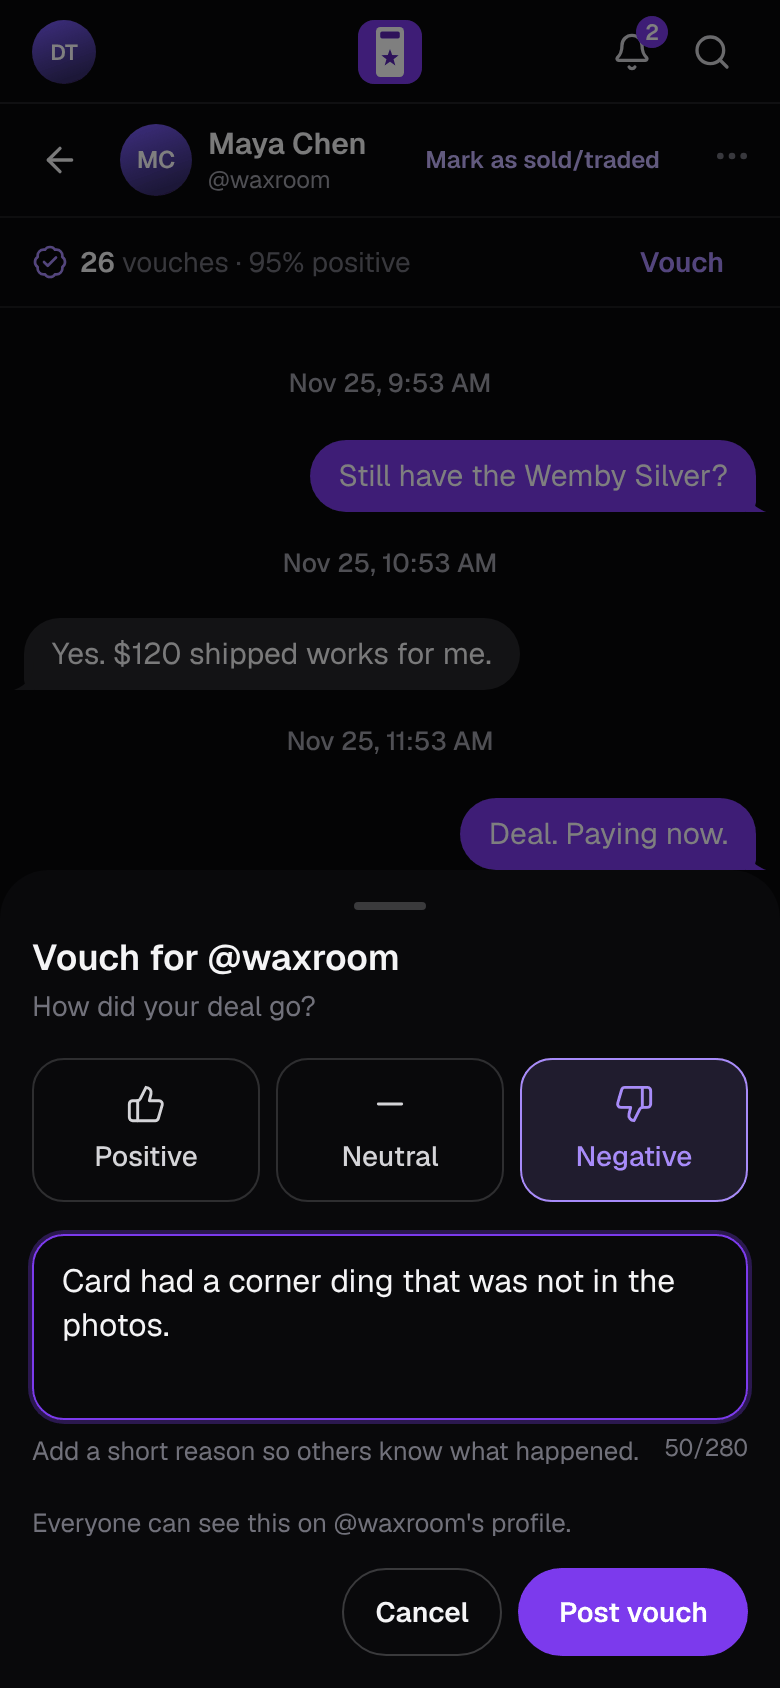 DT
2
MC
Maya Chen
@waxroom
Mark as sold/traded
26 vouches · 95% positive
Vouch
Nov 25, 9:53 AM
Still have the Wemby Silver?
Nov 25, 10:53 AM
Yes. $120 shipped works for me.
Nov 25, 11:53 AM
Deal. Paying now.
Vouch for @waxroom
How did your deal go?
Positive
Neutral
Negative
Card had a corner ding that was not in the
photos.
Add a short reason so others know what happened.
50/280
Everyone can see this on @waxroom's profile.
Cancel
Post vouch